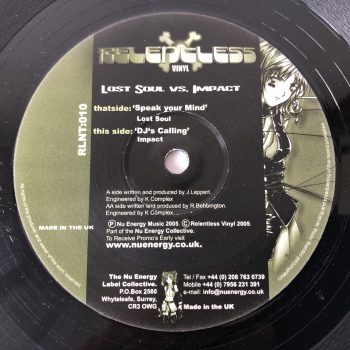 RELENTLESS
VINYL
LOST SOUL VS. IMPACT
thatside: 'Speak your Mind'
Lost Soul
this side: 'DJ's Calling'
Impact
RLNT:010
A side written and produced by J.Leppert.
Engineered by K Complex
AA side written and produced by R.Bebbington.
Engineered by K Complex.
MADE IN THE UK
Ⓟ Nu Energy Music 2005. Ⓒ Relentless Vinyl 2005.
Part of the Nu Energy Collective.
To Receive Promo's Early visit
www.nuenergy.co.uk.
The Nu Energy
Label Collective.
P.O.Box 2560
Whyteleafe, Surrey,
CR3 OWG
Tel / Fax +44 (0) 208 763 0739
Mobile +44 (0) 7956 231 391
e-mail: info@nuenergy.co.uk
Made in the UK